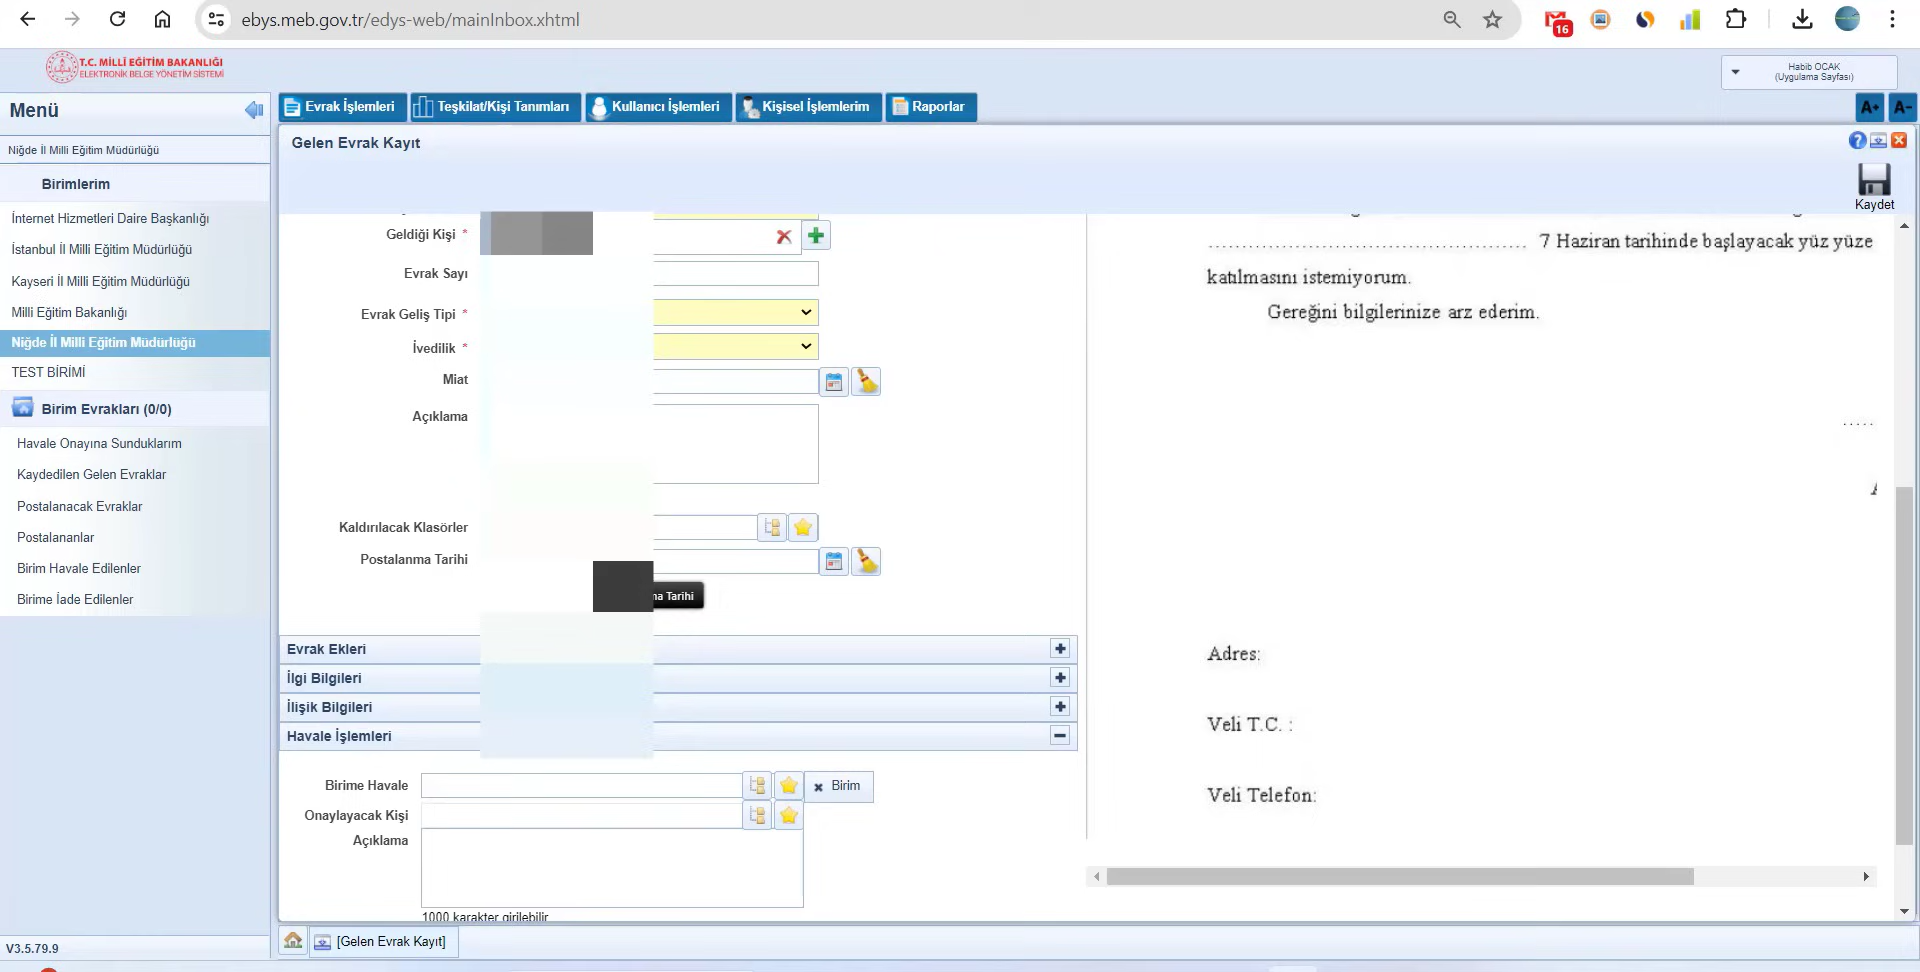 ebys.meb.gov.tr/edys-web/mainInbox.xhtml
16
T.C. MİLLİ EĞİTİM BAKANLIĞI
ELEKTRONİK BELGE YÖNETİM SİSTEMİ
Habib OCAK
(Uygulama Sayfası)
Menü
Evrak İşlemleri
Teşkilat/Kişi Tanımları
Kullanıcı İşlemleri
Kişisel İşlemlerim
Raporlar
A+
A-
Niğde İl Milli Eğitim Müdürlüğü
Birimlerim
İnternet Hizmetleri Daire Başkanlığı
İstanbul İl Milli Eğitim Müdürlüğü
Kayseri İl Milli Eğitim Müdürlüğü
Milli Eğitim Bakanlığı
Niğde İl Milli Eğitim Müdürlüğü
TEST BİRİMİ
Birim Evrakları (0/0)
Havale Onayına Sunduklarım
Kaydedilen Gelen Evraklar
Postalanacak Evraklar
Postalananlar
Birim Havale Edilenler
Birime İade Edilenler
V3.5.79.9
Gelen Evrak Kayıt
Kaydet
Geldiği Kişi *
Evrak Sayı
Evrak Geliş Tipi *
İvedilik *
Miat
Açıklama
Kaldırılacak Klasörler
Postalanma Tarihi
Tarihi
Evrak Ekleri
İlgi Bilgileri
İlişik Bilgileri
Havale İşlemleri
Birime Havale
Birim
Onaylayacak Kişi
Açıklama
1000 karakter girilebilir
.............................................. 7 Haziran tarihinde başlayacak yüz yüze
katılmasını istemiyorum.
Gereğini bilgilerinize arz ederim.
.....
Adres:
Veli T.C. :
Veli Telefon:
[Gelen Evrak Kayıt]